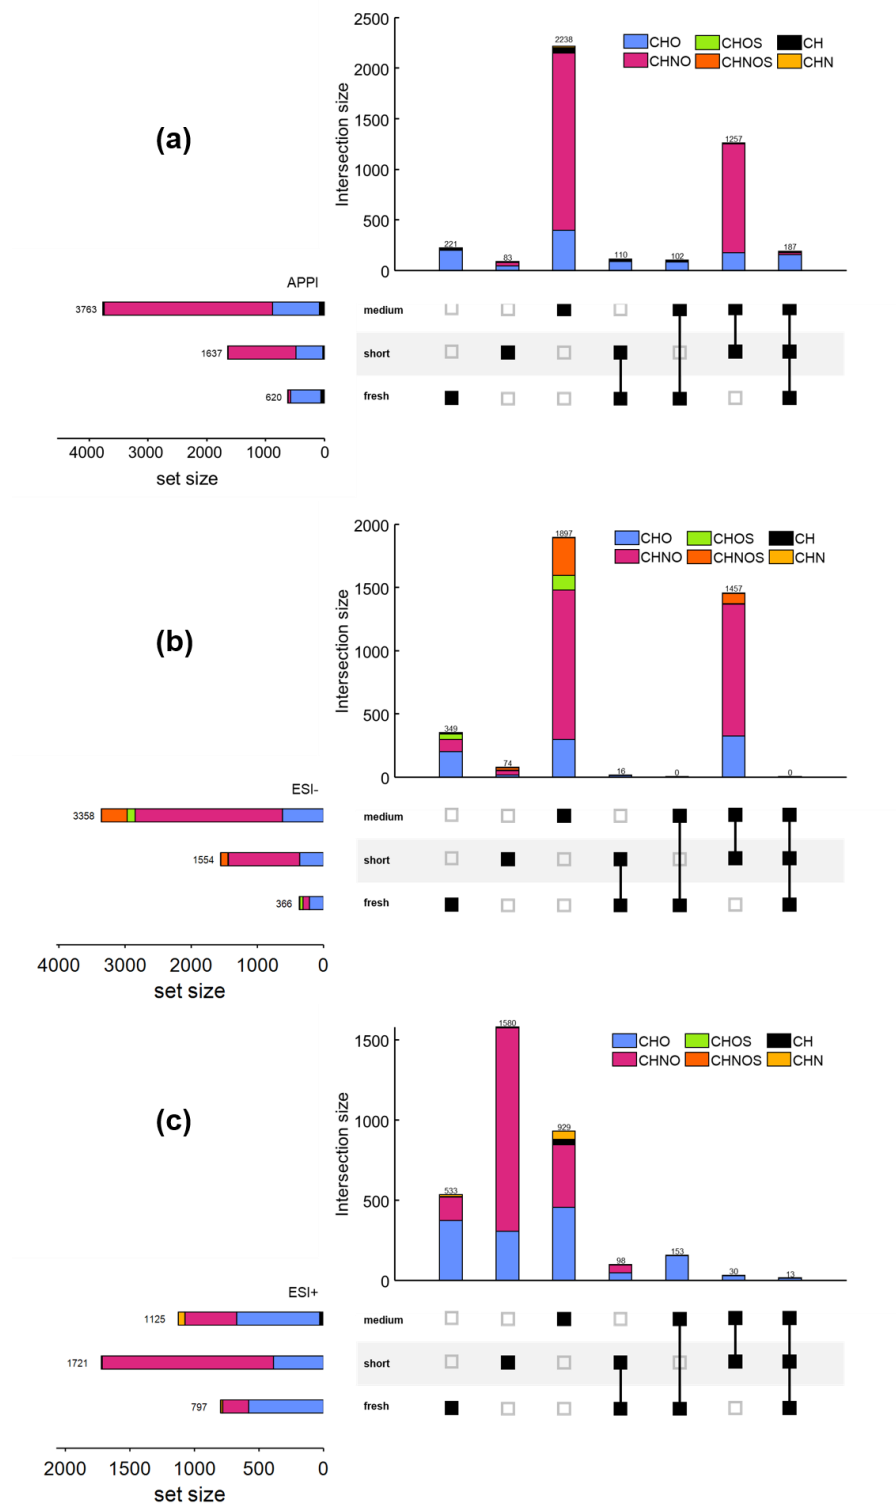 (a)
2500
2000
1500
1000
500
0
Intersection size
CHO CHOS CH
CHNO CHNOS CHN
221 83 2238 110 102 1257 187
APPI
3763
1637
620
medium
short
fresh
4000 3000 2000 1000 0
set size
(b)
2000
1500
1000
500
0
Intersection size
CHO CHOS CH
CHNO CHNOS CHN
349 74 1897 16 0 1457 0
ESI-
3358
1554
366
medium
short
fresh
4000 3000 2000 1000 0
set size
(c)
1500
1000
500
0
Intersection size
CHO CHOS CH
CHNO CHNOS CHN
533 1580 929 98 153 30 13
ESI+
1125
1721
797
medium
short
fresh
2000 1500 1000 500 0
set size